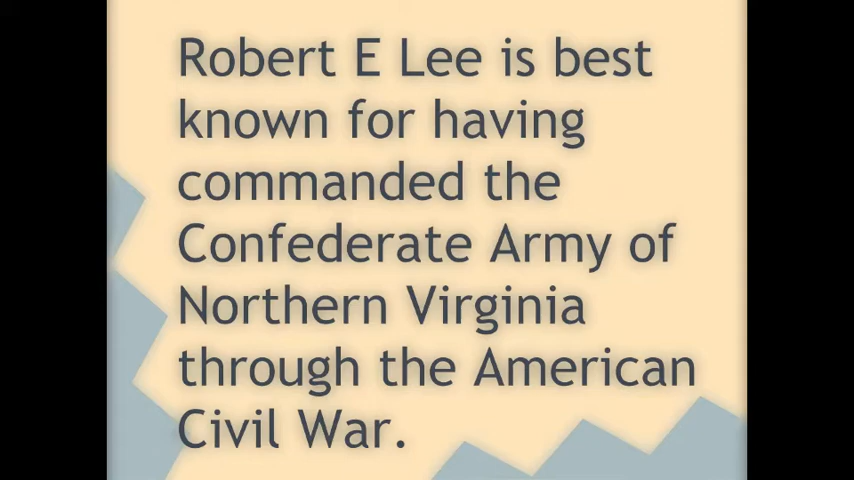 Robert E Lee is best
known for having
commanded the
Confederate Army of
Northern Virginia
through the American
Civil War.